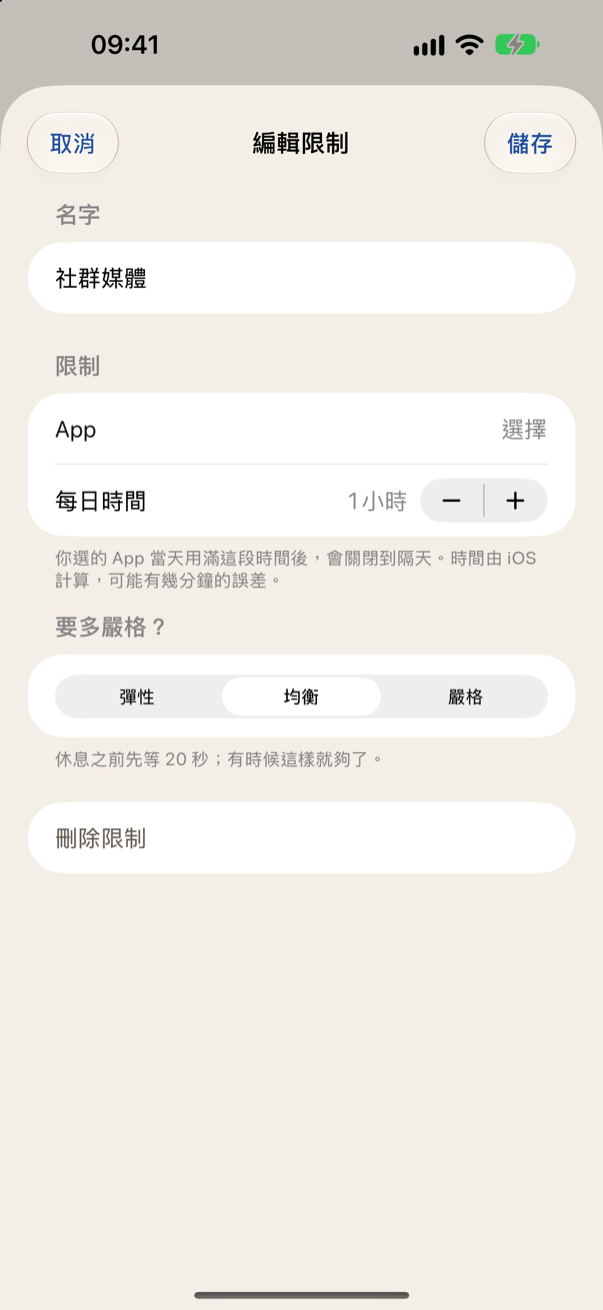 09:41
取消
編輯限制
儲存
名字
社群媒體
限制
App
選擇
每日時間
1小時
你選的 App 當天用滿這段時間後，會關閉到隔天。時間由 iOS
計算，可能有幾分鐘的誤差。
要多嚴格？
彈性
均衡
嚴格
休息之前先等 20 秒；有時候這樣就夠了。
刪除限制